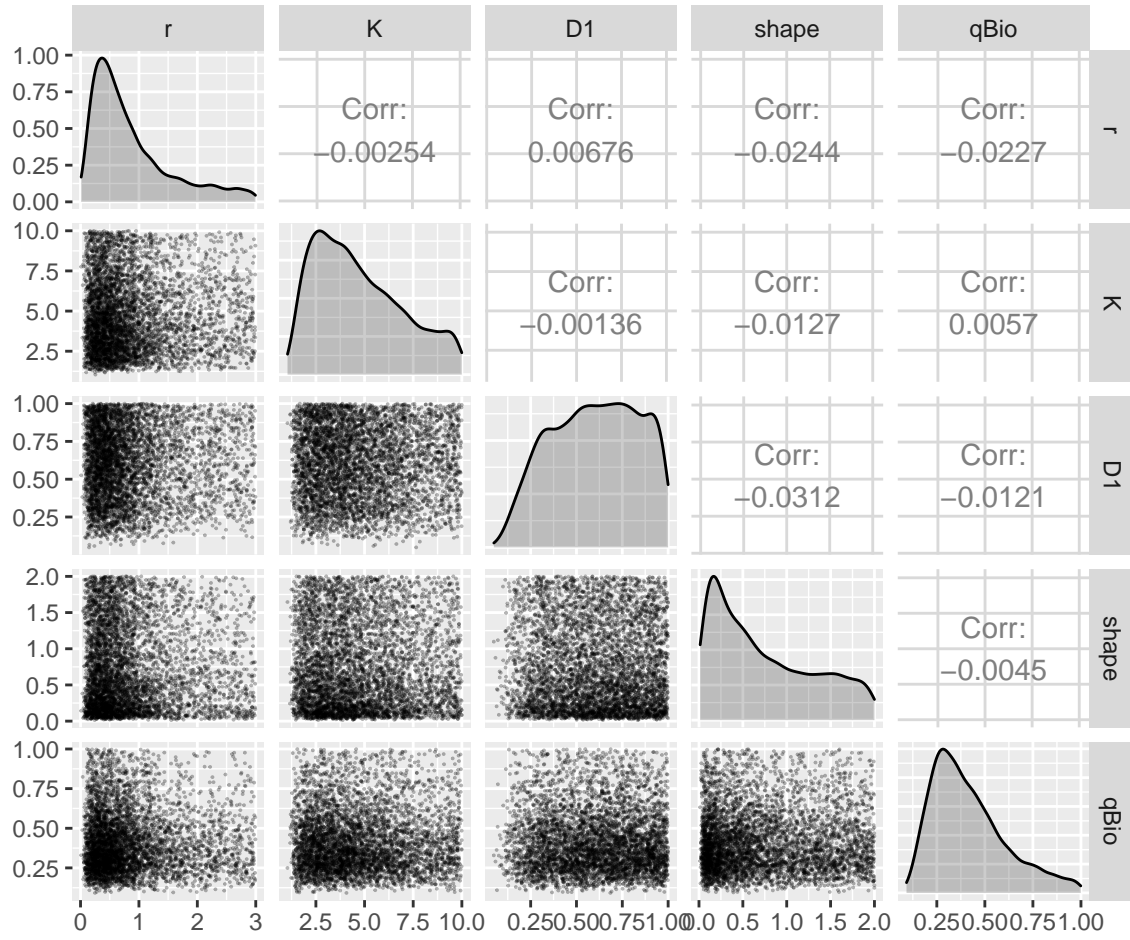 r K D1 shape qBio
1.00
0.75
0.50
0.25
0.00
Corr: Corr: Corr: Corr:
−0.00254 0.00676 −0.0244 −0.0227
r
10.0
7.5
5.0
2.5
Corr: Corr: Corr:
−0.00136 −0.0127 0.0057
K
1.00
0.75
0.50
0.25
Corr: Corr:
−0.0312 −0.0121
D1
2.0
1.5
1.0
0.5
0.0
Corr:
−0.0045
shape
1.00
0.75
0.50
0.25
qBio
0 1 2 3 2.5 5.0 7.5 10.0 0.25 0.50 0.75 1.00 0.0 0.5 1.0 1.5 2.0 0.25 0.50 0.75 1.00